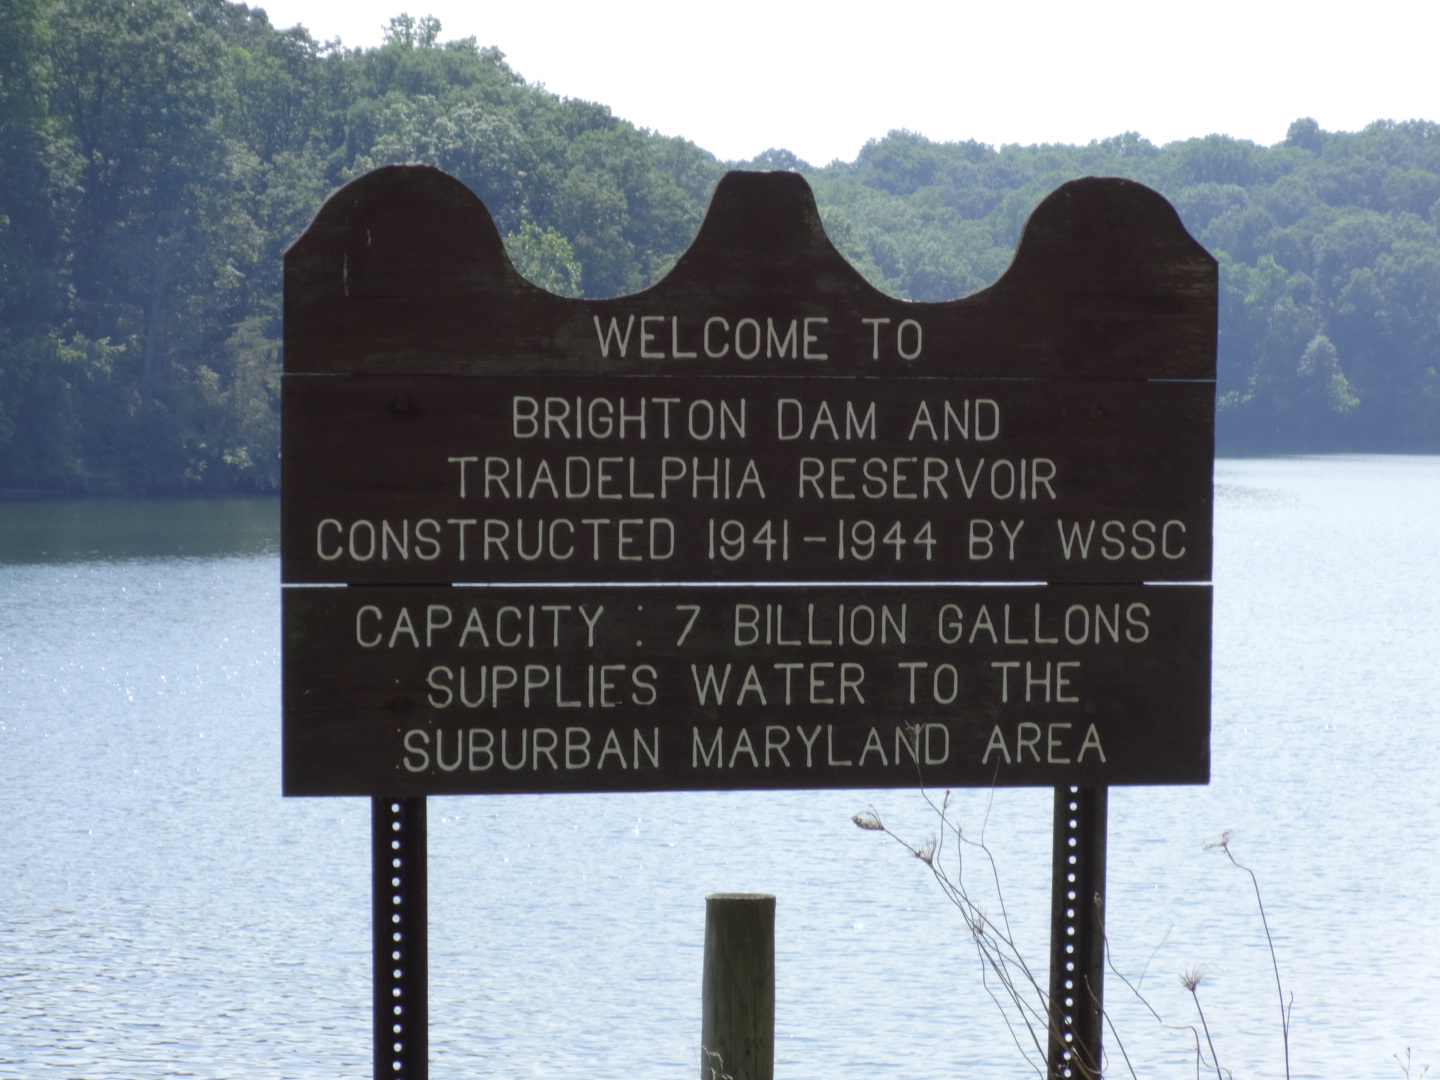 WELCOME TO
BRIGHTON DAM AND
TRIADELPHIA RESERVOIR
CONSTRUCTED 1941-1944 BY WSSC
CAPACITY : 7 BILLION GALLONS
SUPPLIES WATER TO THE
SUBURBAN MARYLAND AREA